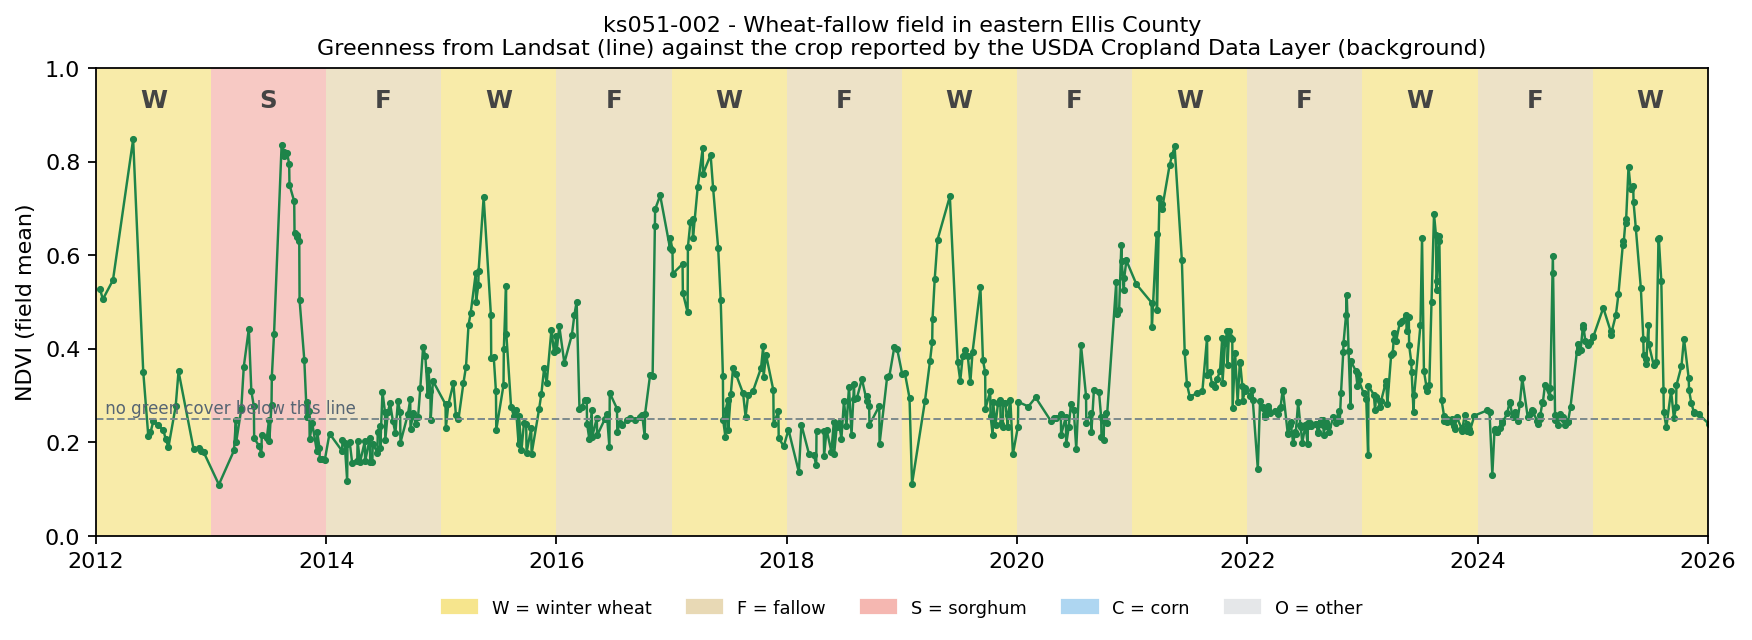 ks051-002 - Wheat-fallow field in eastern Ellis County
Greenness from Landsat (line) against the crop reported by the USDA Cropland Data Layer (background)
1.0
W S F W F W F W F W F W F W
0.8
0.6
NDVI (field mean)
0.4
no green cover below this line
0.2
0.0
2012 2014 2016 2018 2020 2022 2024 2026
W = winter wheat F = fallow S = sorghum C = corn O = other